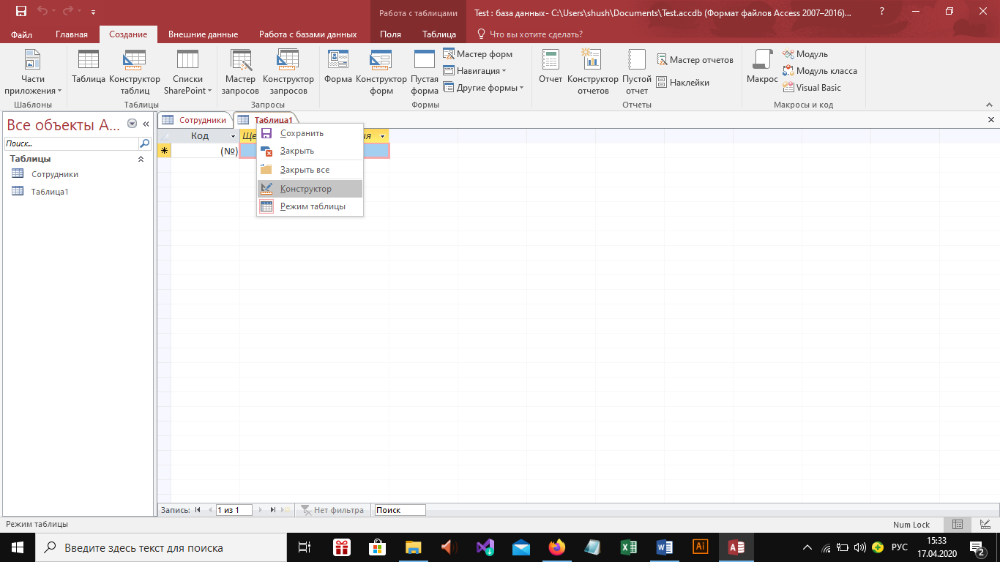 Работа с таблицами
Test : база данных- C:\Users\shush\Documents\Test.accdb (Формат файлов Access 2007–2016)...
?
Файл
Главная
Создание
Внешние данные
Работа с базами данных
Поля
Таблица
Что вы хотите сделать?
Части приложения
Таблица
Конструктор таблиц
Списки SharePoint
Мастер запросов
Конструктор запросов
Форма
Конструктор форм
Пустая форма
Мастер форм
Навигация
Другие формы
Отчет
Конструктор отчетов
Пустой отчет
Мастер отчетов
Наклейки
Макрос
Модуль
Модуль класса
Visual Basic
Шаблоны
Таблицы
Запросы
Формы
Отчеты
Макросы и код
Все объекты A...
Поиск...
Таблицы
Сотрудники
Таблица1
Сотрудники
Таблица1
Код
Ще
(№)
Сохранить
Закрыть
Закрыть все
Конструктор
Режим таблицы
Запись:
1 из 1
Нет фильтра
Поиск
Режим таблицы
Num Lock
Введите здесь текст для поиска
Ai
РУС
15:33
17.04.2020
2